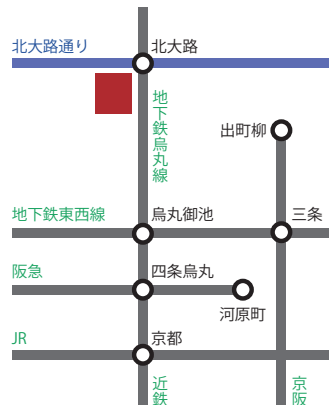 北大路通り
北大路
地下鉄烏丸線
出町柳
地下鉄東西線
烏丸御池
三条
阪急
四条烏丸
河原町
JR
京都
近鉄
京阪